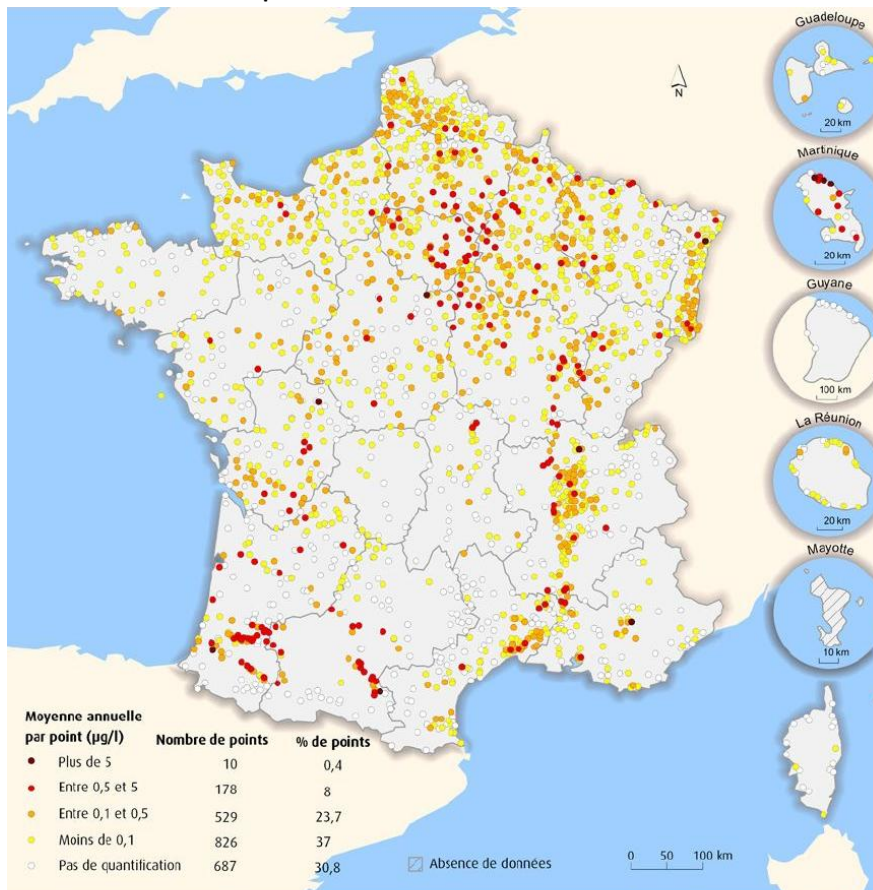 Guadeloupe
N
20 km
Martinique
20 km
Guyane
100 km
La Réunion
20 km
Mayotte
10 km
Moyenne annuelle
par point (µg/l) Nombre de points % de points
Plus de 5 10 0,4
Entre 0,5 et 5 178 8
Entre 0,1 et 0,5 529 23,7
Moins de 0,1 826 37
Pas de quantification 687 30,8
Absence de données
0 50 100 km